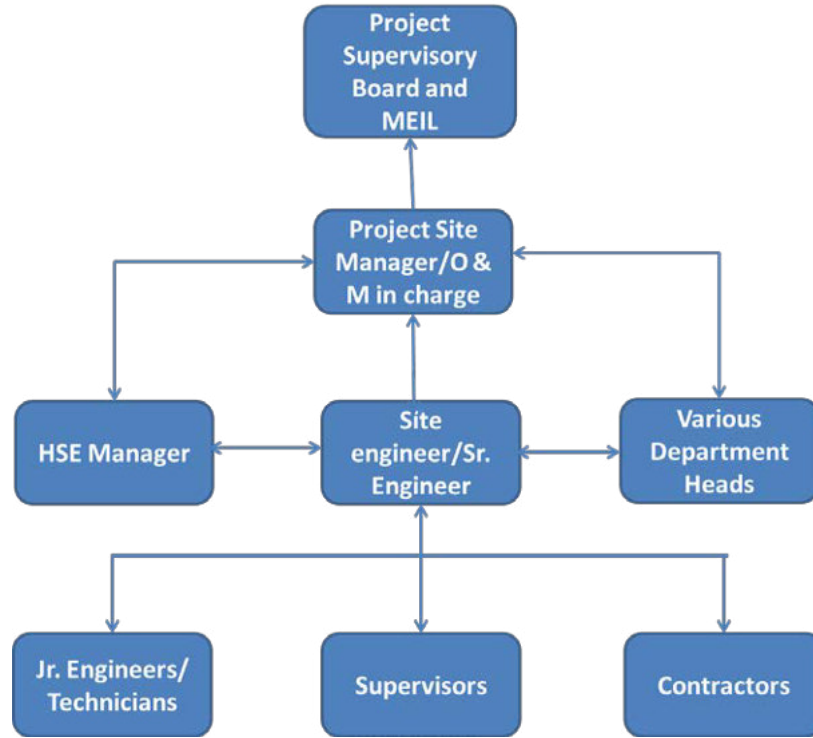 Project
Supervisory
Board and
MEIL
Project Site
Manager/O &
M in charge
HSE Manager
Site
engineer/Sr.
Engineer
Various
Department
Heads
Jr. Engineers/
Technicians
Supervisors
Contractors